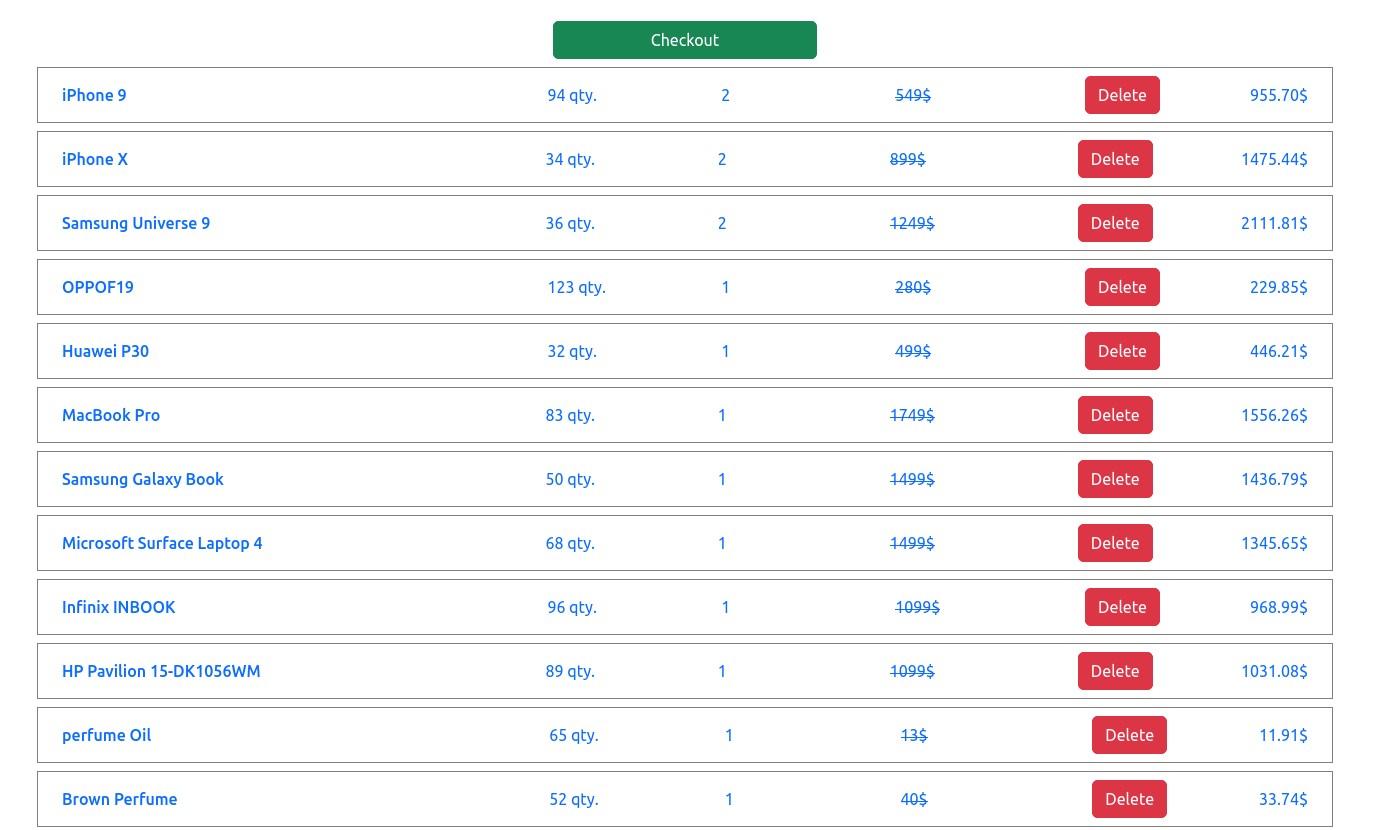 Checkout
iPhone 9 94 qty. 2 549$ Delete 955.70$
iPhone X 34 qty. 2 899$ Delete 1475.44$
Samsung Universe 9 36 qty. 2 1249$ Delete 2111.81$
OPPOF19 123 qty. 1 280$ Delete 229.85$
Huawei P30 32 qty. 1 499$ Delete 446.21$
MacBook Pro 83 qty. 1 1749$ Delete 1556.26$
Samsung Galaxy Book 50 qty. 1 1499$ Delete 1436.79$
Microsoft Surface Laptop 4 68 qty. 1 1499$ Delete 1345.65$
Infinix INBOOK 96 qty. 1 1099$ Delete 968.99$
HP Pavilion 15-DK1056WM 89 qty. 1 1099$ Delete 1031.08$
perfume Oil 65 qty. 1 13$ Delete 11.91$
Brown Perfume 52 qty. 1 40$ Delete 33.74$